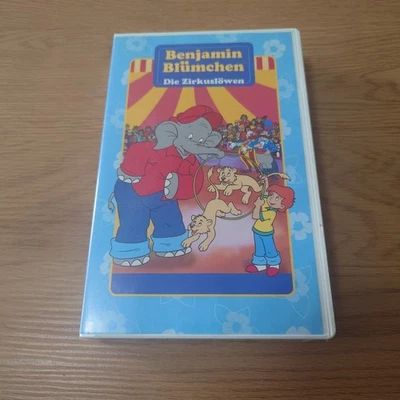 Benjamin
Blümchen
Die Zirkuslöwen